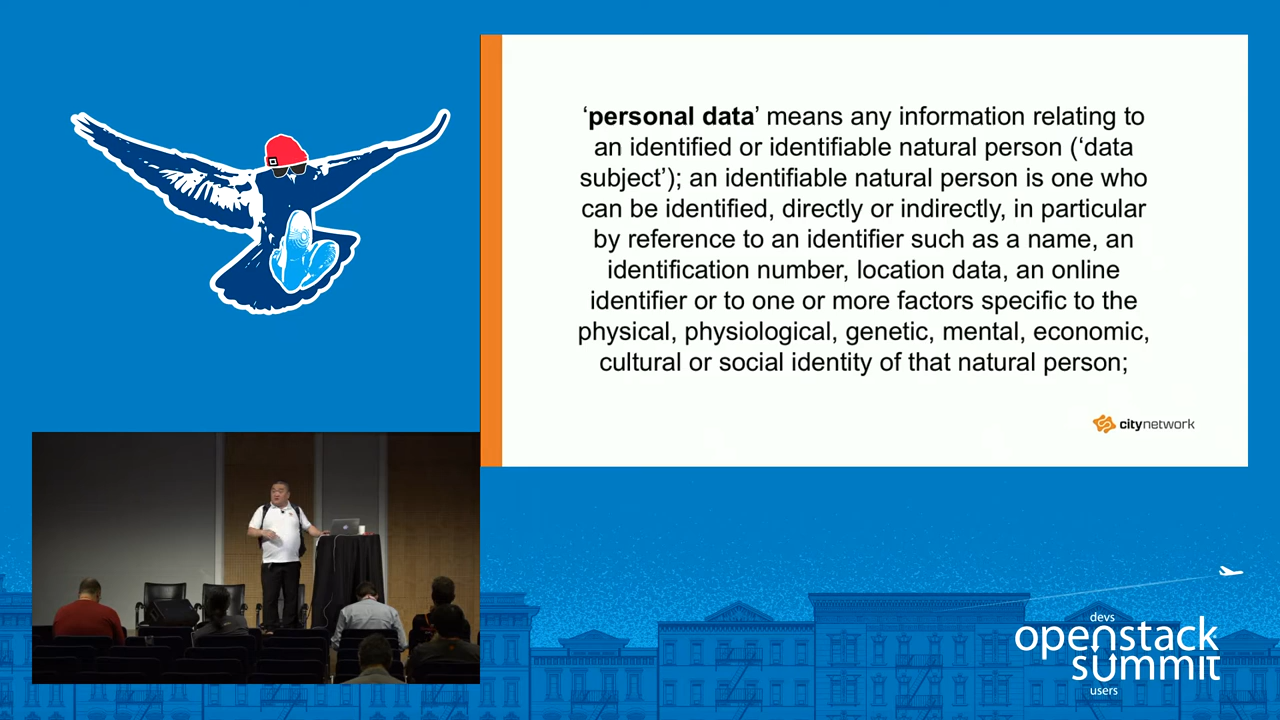 ‘personal data’ means any information relating to
an identified or identifiable natural person (‘data
subject’); an identifiable natural person is one who
can be identified, directly or indirectly, in particular
by reference to an identifier such as a name, an
identification number, location data, an online
identifier or to one or more factors specific to the
physical, physiological, genetic, mental, economic,
cultural or social identity of that natural person;
citynetwork
devs
openstack
summit
users